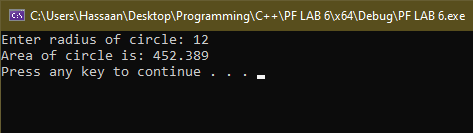 C:\Users\Hassaan\Desktop\Programming\C++\PF LAB 6\x64\Debug\PF LAB 6.exe
Enter radius of circle: 12
Area of circle is: 452.389
Press any key to continue . . .